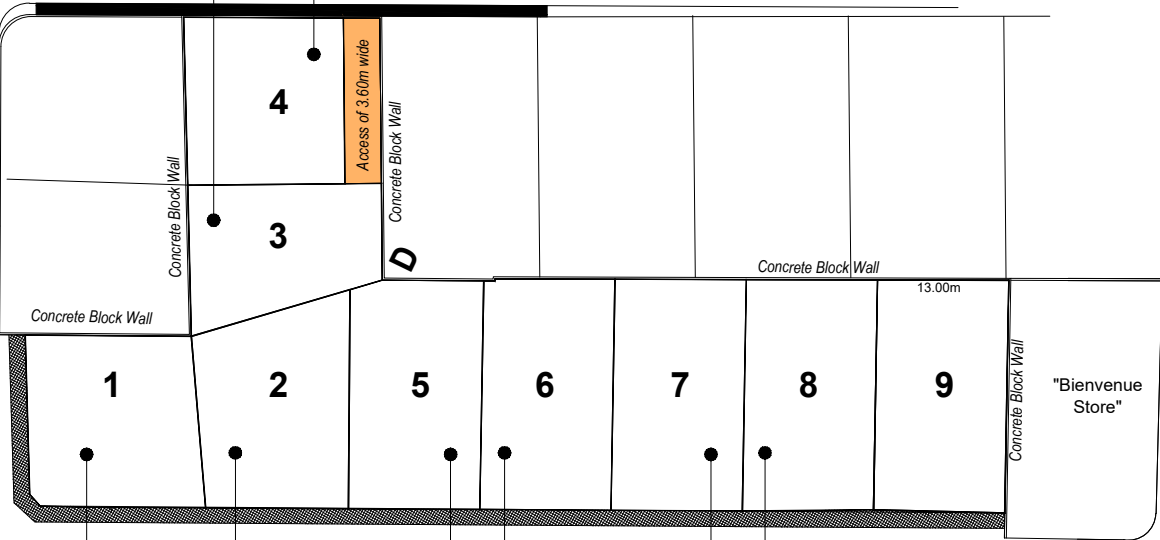 4
Access of 3.60m wide
Concrete Block Wall
Concrete Block Wall
3
D
Concrete Block Wall
13.00m
Concrete Block Wall
1
2
5
6
7
8
9
Concrete Block Wall
"Bienvenue
Store"